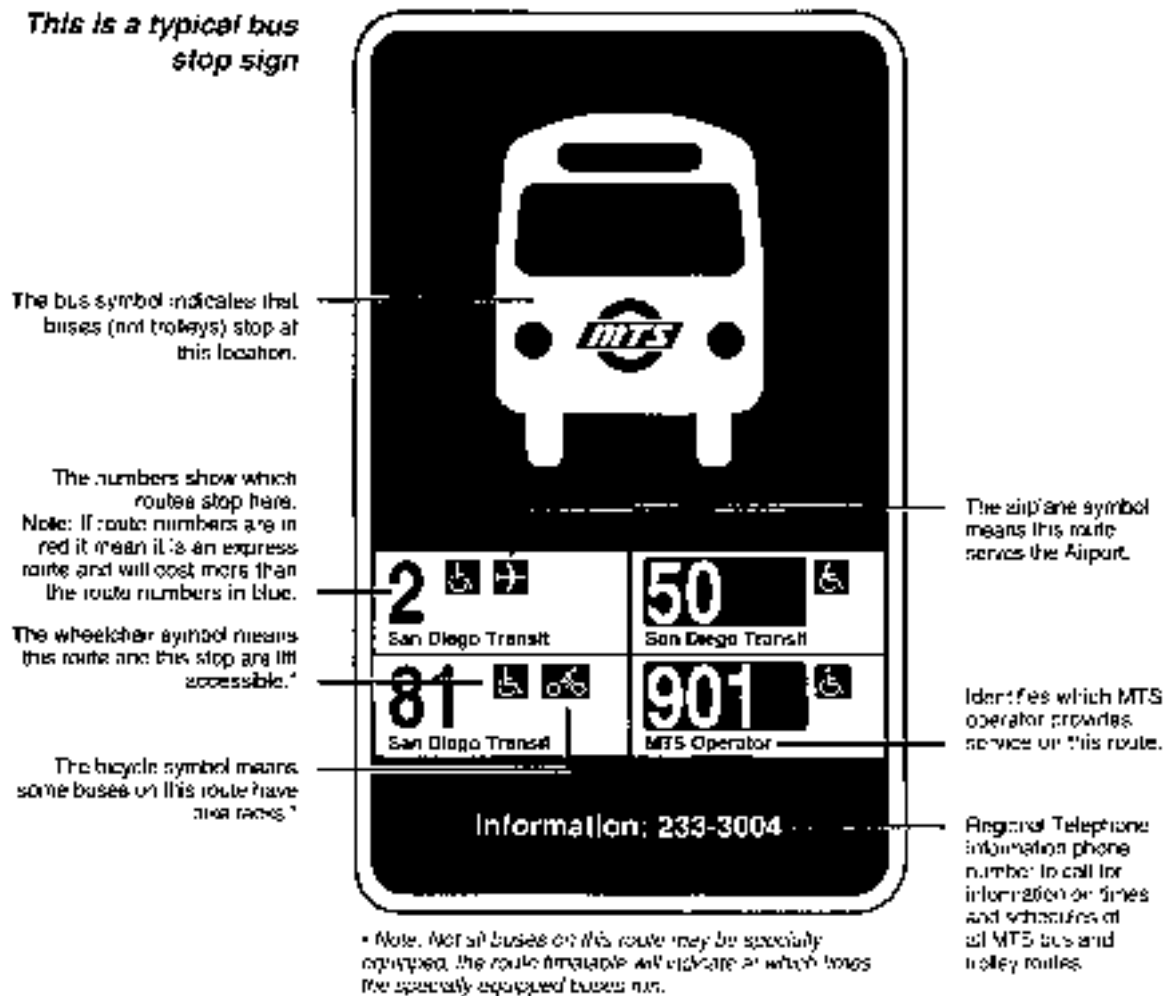 This is a typical bus
stop sign
The bus symbol indicates that
buses (not trolleys) stop at
this location.
MTS
The numbers show which
routes stop here.
Note: If route numbers are in
red it mean it is an express
route and will cost more than
the route numbers in blue.
The airplane symbol
means this route
serves the Airport.
2
San Diego Transit
50
San Diego Transit
The wheelchair symbol means
this route and this stop are lift
accessible.*
81
San Diego Transit
901
MTS Operator
Identifies which MTS
operator provides
service on this route.
The bicycle symbol means
some buses on this route have
bike racks.*
Information: 233-3004
Regional Telephone
information phone
number to call for
information on times
and schedules of
all MTS bus and
trolley routes.
* Note: Not all buses on this route may be specially
equipped, the route timetable will indicate at which times
the specially equipped buses run.